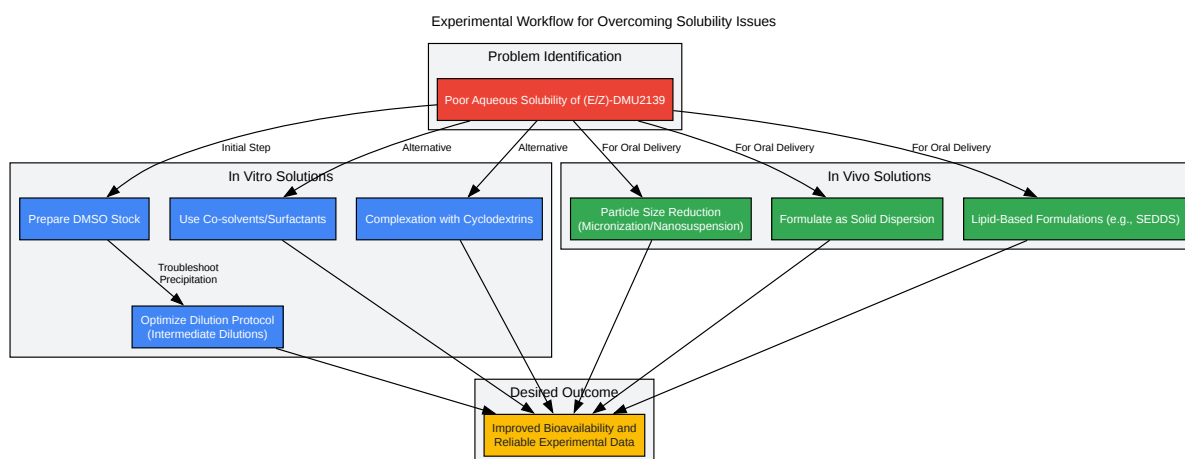 Experimental Workflow for Overcoming Solubility Issues
Problem Identification
Poor Aqueous Solubility of (E/Z)-DMU2139
Initial Step
Alternative
Alternative
For Oral Delivery
For Oral Delivery
For Oral Delivery
In Vitro Solutions
In Vivo Solutions
Prepare DMSO Stock
Use Co-solvents/Surfactants
Complexation with Cyclodextrins
Particle Size Reduction
(Micronization/Nanosuspension)
Formulate as Solid Dispersion
Lipid-Based Formulations (e.g., SEDDS)
Troubleshoot
Precipitation
Optimize Dilution Protocol
(Intermediate Dilutions)
Desired Outcome
Improved Bioavailability and
Reliable Experimental Data